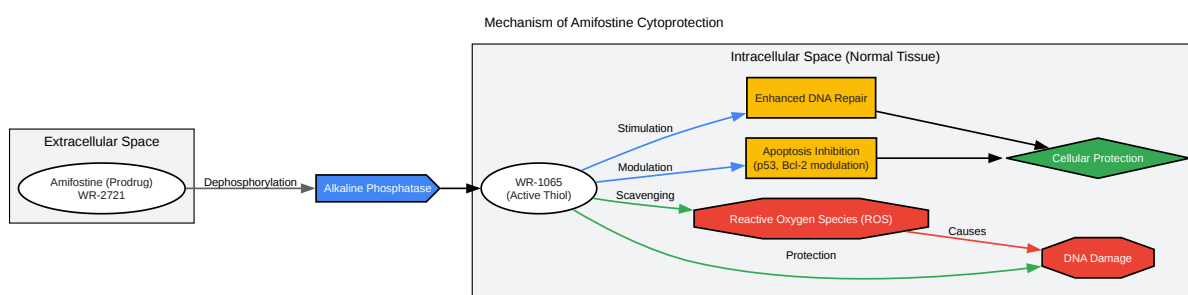 Mechanism of Amifostine Cytoprotection
Extracellular Space
Amifostine (Prodrug)
WR-2721
Dephosphorylation
Alkaline Phosphatase
Intracellular Space (Normal Tissue)
WR-1065
(Active Thiol)
Stimulation
Enhanced DNA Repair
Modulation
Apoptosis Inhibition
(p53, Bcl-2 modulation)
Cellular Protection
Scavenging
Reactive Oxygen Species (ROS)
Causes
Protection
DNA Damage